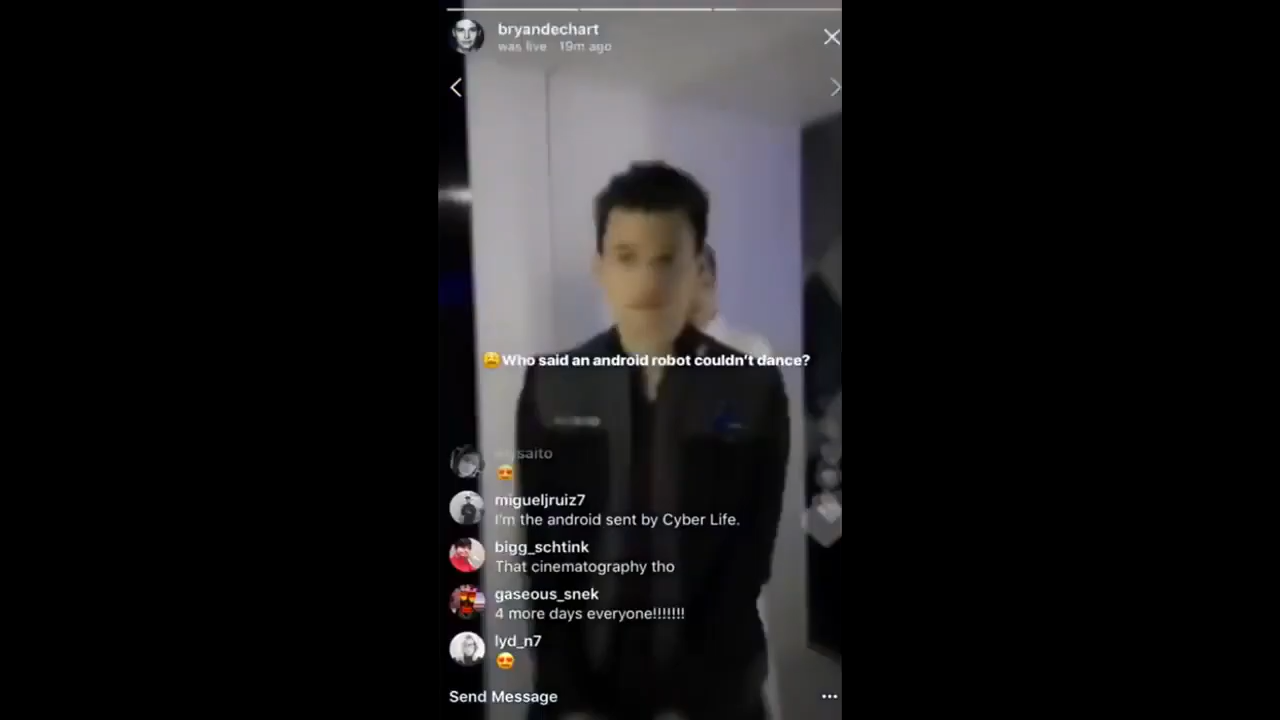 bryandechart
was live 19m ago
😩Who said an android robot couldn't dance?
saito
😍
migueljruiz7
I'm the android sent by Cyber Life.
bigg_schtink
That cinematography tho
gaseous_snek
4 more days everyone!!!!!!!
lyd_n7
😍
Send Message